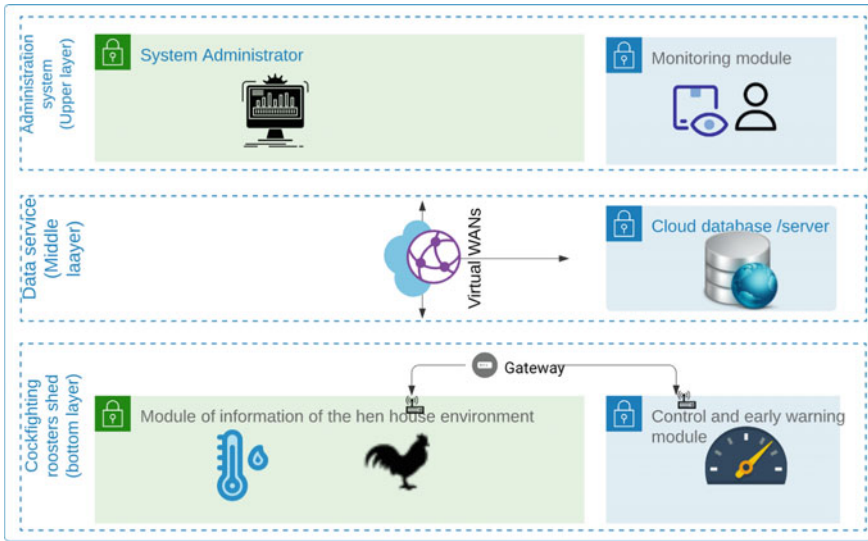 Administration
system
(Upper layer)
System Administrator
Monitoring module
Data service
(Middle
laayer)
Virtual WANs
Cloud database /server
Cockfighting
roosters shed
(bottom layer)
Gateway
Module of information of the hen house environment
Control and early warning
module